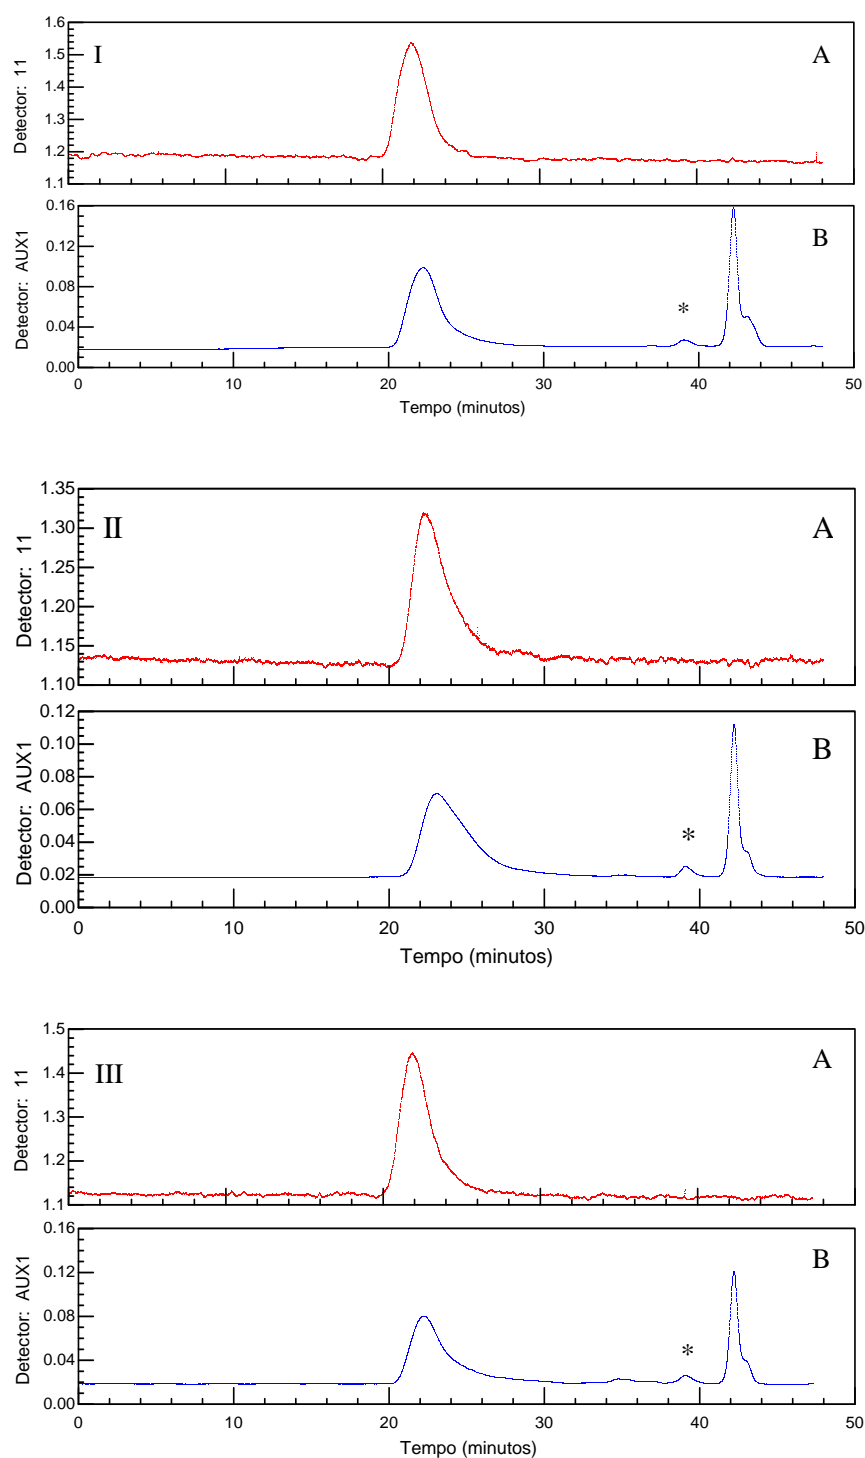 1.6
I
A
1.5
1.4
1.3
1.2
1.1
Detector: 11
0.16
B
0.12
*
0.08
0.04
0.00
Detector: AUX1
0 10 20 30 40 50
Tempo (minutos)
1.35
II
A
1.30
1.25
1.20
1.15
1.10
Detector: 11
0.12
B
0.10
0.08
*
0.06
0.04
0.02
0.00
Detector: AUX1
0 10 20 30 40 50
Tempo (minutos)
1.5
III
A
1.4
1.3
1.2
1.1
Detector: 11
0.16
B
0.12
*
0.08
0.04
0.00
Detector: AUX1
0 10 20 30 40 50
Tempo (minutos)